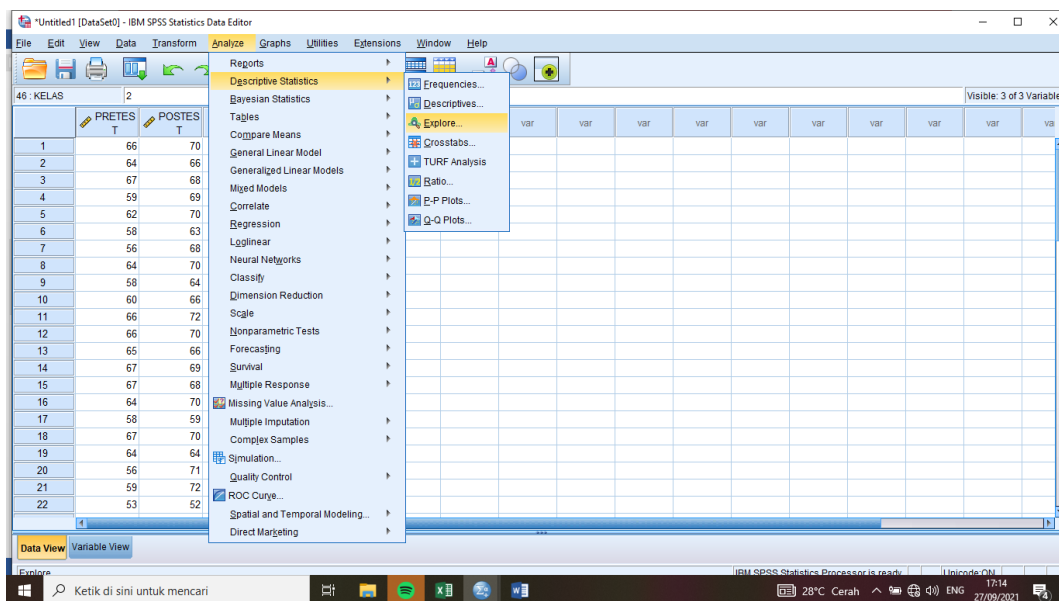 *Untitled1 [DataSet0] - IBM SPSS Statistics Data Editor
File Edit View Data Transform Analyze Graphs Utilities Extensions Window Help
46 : KELAS 2 Visible: 3 of 3 Variable
PRETEST POSTES T var var var var var var var var var va
1 66 70
2 64 66
3 67 68
4 59 69
5 62 70
6 58 63
7 56 68
8 64 70
9 58 64
10 60 66
11 66 72
12 66 70
13 65 66
14 67 69
15 67 68
16 64 70
17 58 59
18 67 70
19 64 64
20 56 71
21 59 72
22 53 52
Reports
Descriptive Statistics
Bayesian Statistics
Tables
Compare Means
General Linear Model
Generalized Linear Models
Mixed Models
Correlate
Regression
Loglinear
Neural Networks
Classify
Dimension Reduction
Scale
Nonparametric Tests
Forecasting
Survival
Multiple Response
Missing Value Analysis...
Multiple Imputation
Complex Samples
Simulation...
Quality Control
ROC Curve...
Spatial and Temporal Modeling...
Direct Marketing
Frequencies...
Descriptives...
Explore...
Crosstabs...
TURF Analysis
Ratio...
P-P Plots...
Q-Q Plots...
Data View Variable View
Explore IBM SPSS Statistics Processor is ready Unicode:ON
Ketik di sini untuk mencari 28°C Cerah ENG 17:14
27/09/2021